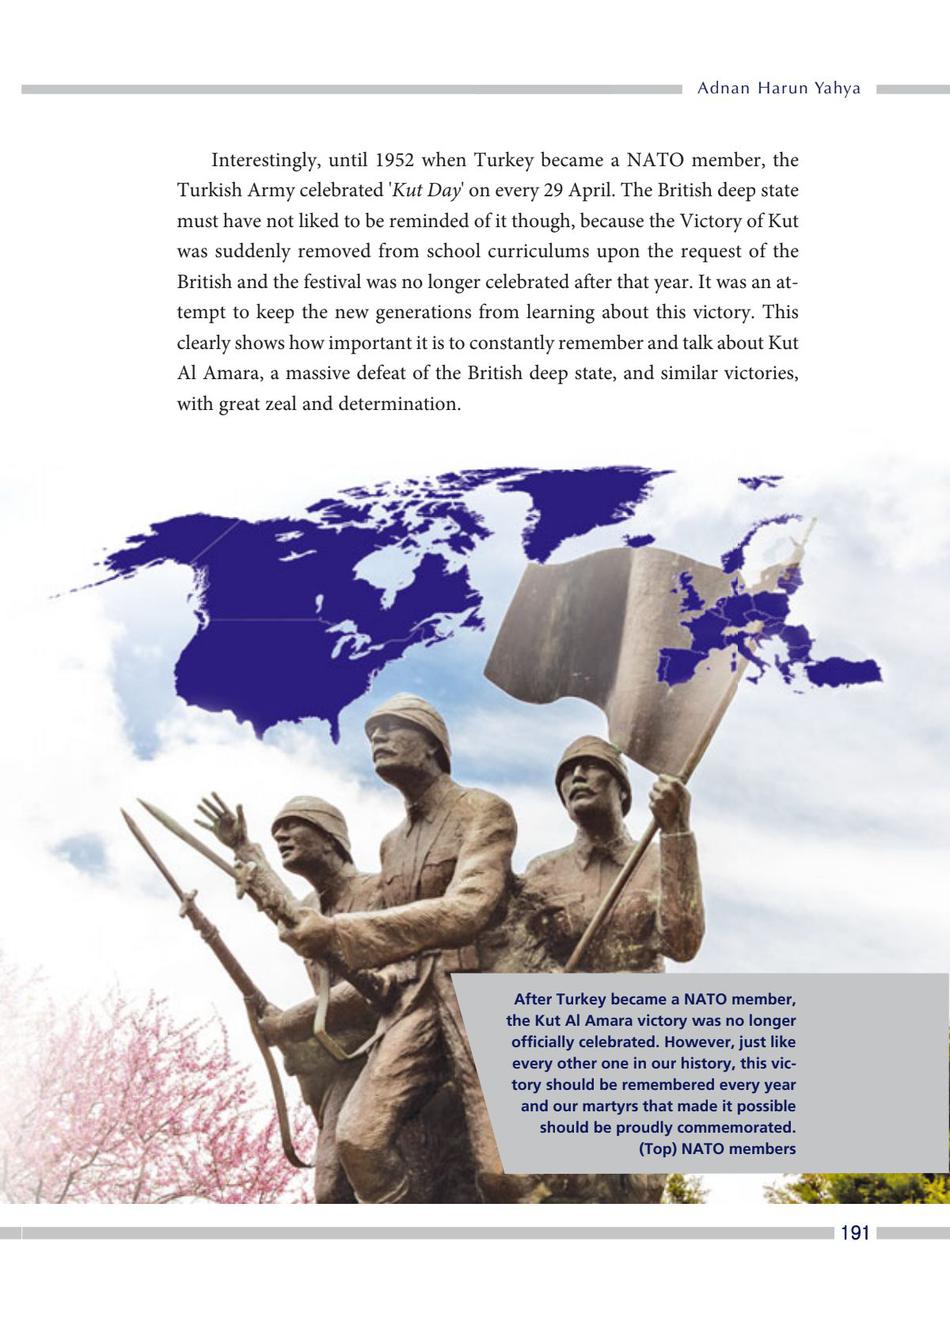 Adnan Harun Yahya
Interestingly, until 1952 when Turkey became a NATO member, the
Turkish Army celebrated 'Kut Day' on every 29 April. The British deep state
must have not liked to be reminded of it though, because the Victory of Kut
was suddenly removed from school curriculums upon the request of the
British and the festival was no longer celebrated after that year. It was an at-
tempt to keep the new generations from learning about this victory. This
clearly shows how important it is to constantly remember and talk about Kut
Al Amara, a massive defeat of the British deep state, and similar victories,
with great zeal and determination.
After Turkey became a NATO member,
the Kut Al Amara victory was no longer
officially celebrated. However, just like
every other one in our history, this vic-
tory should be remembered every year
and our martyrs that made it possible
should be proudly commemorated.
(Top) NATO members
191